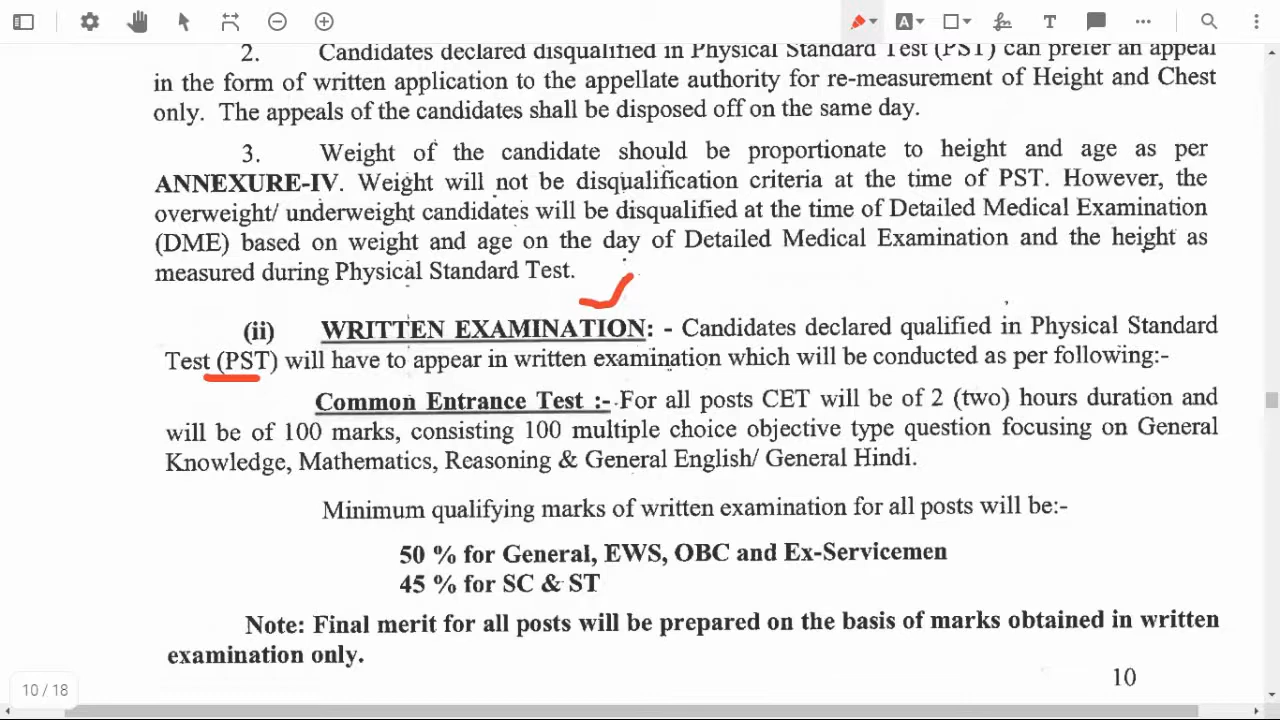 2. Candidates declared disqualified in Physical Standard Test (PST) can prefer an appeal
in the form of written application to the appellate authority for re-measurement of Height and Chest
only. The appeals of the candidates shall be disposed off on the same day.
3. Weight of the candidate should be proportionate to height and age as per
ANNEXURE-IV. Weight will not be disqualification criteria at the time of PST. However, the
overweight/ underweight candidates will be disqualified at the time of Detailed Medical Examination
(DME) based on weight and age on the day of Detailed Medical Examination and the height as
measured during Physical Standard Test.
(ii) WRITTEN EXAMINATION: - Candidates declared qualified in Physical Standard
Test (PST) will have to appear in written examination which will be conducted as per following:-
Common Entrance Test :- For all posts CET will be of 2 (two) hours duration and
will be of 100 marks, consisting 100 multiple choice objective type question focusing on General
Knowledge, Mathematics, Reasoning & General English/ General Hindi.
Minimum qualifying marks of written examination for all posts will be:-
50 % for General, EWS, OBC and Ex-Servicemen
45 % for SC & ST
Note: Final merit for all posts will be prepared on the basis of marks obtained in written
examination only.
10
10 / 18